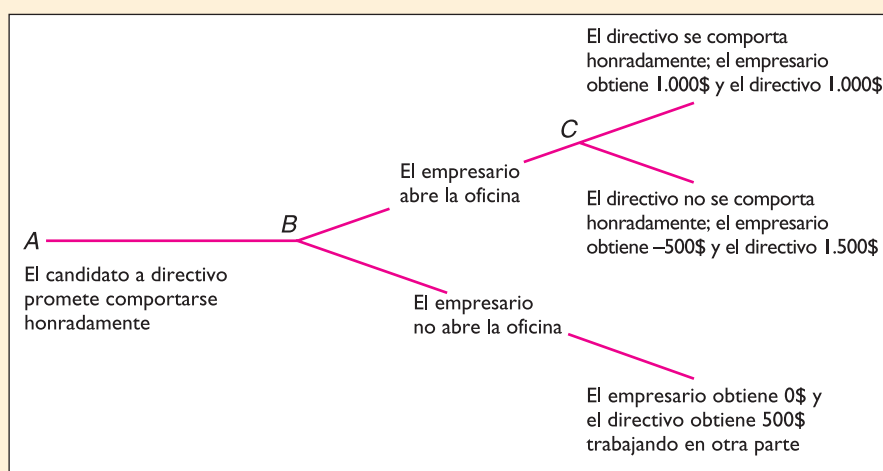 El directivo se comporta
honradamente; el empresario
obtiene 1.000$ y el directivo 1.000$
C
El empresario
abre la oficina
El directivo no se comporta
honradamente; el empresario
obtiene –500$ y el directivo 1.500$
B
A
El candidato a directivo
promete comportarse
honradamente
El empresario
no abre la oficina
El empresario obtiene 0$ y
el directivo obtiene 500$
trabajando en otra parte